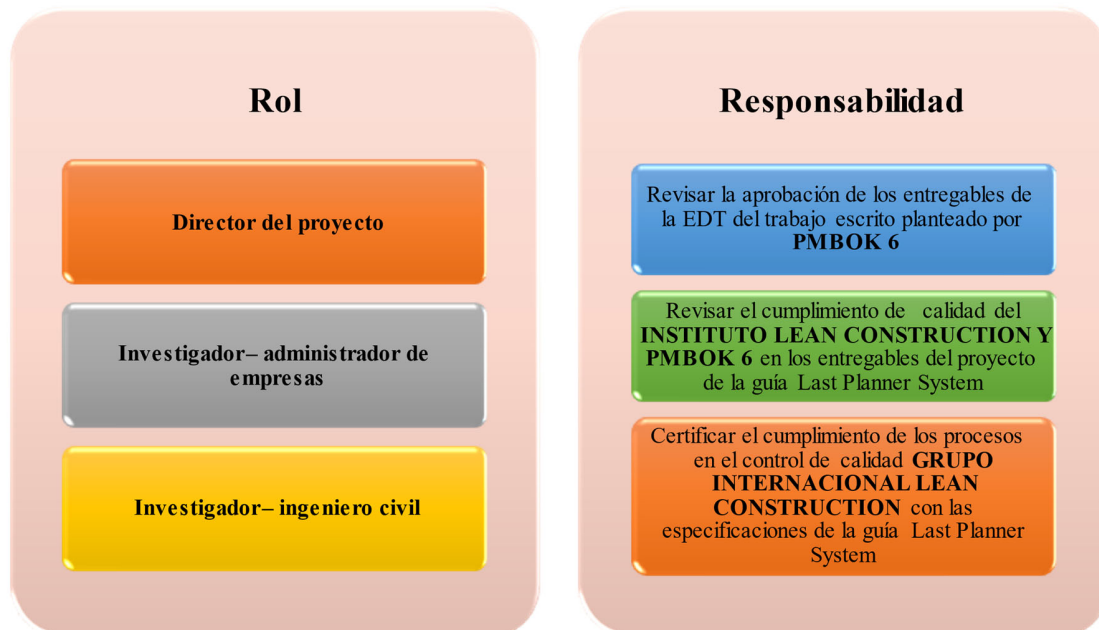 Rol
Director del proyecto
Investigador– administrador de
empresas
Investigador– ingeniero civil
Responsabilidad
Revisar la aprobación de los entregables de
la EDT del trabajo escrito planteado por
PMBOK 6
Revisar el cumplimiento de calidad del
INSTITUTO LEAN CONSTRUCTION Y
PMBOK 6 en los entregables del proyecto
de la guía Last Planner System
Certificar el cumplimiento de los procesos
en el control de calidad GRUPO
INTERNACIONAL LEAN
CONSTRUCTION con las
especificaciones de la guía Last Planner
System